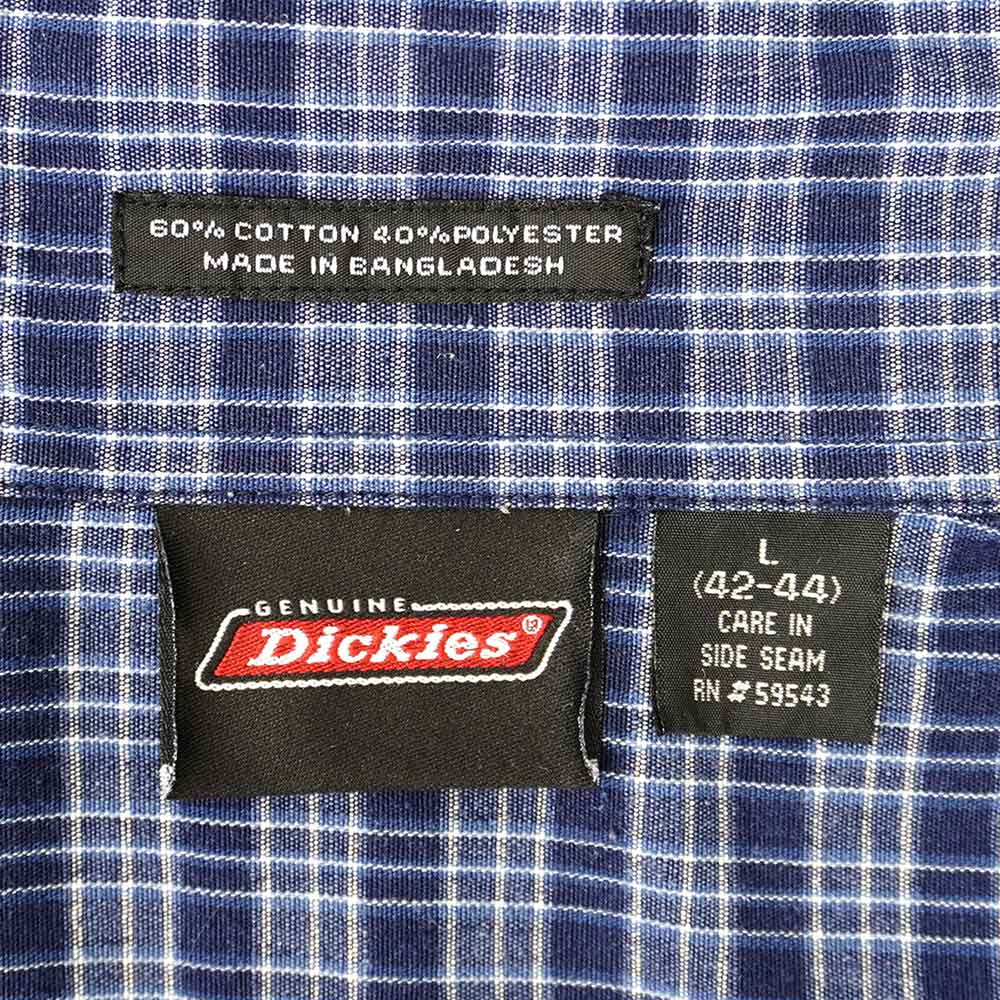 60% COTTON 40% POLYESTER
MADE IN BANGLADESH
GENUINE
Dickies®
L
(42-44)
CARE IN
SIDE SEAM
RN # 59543